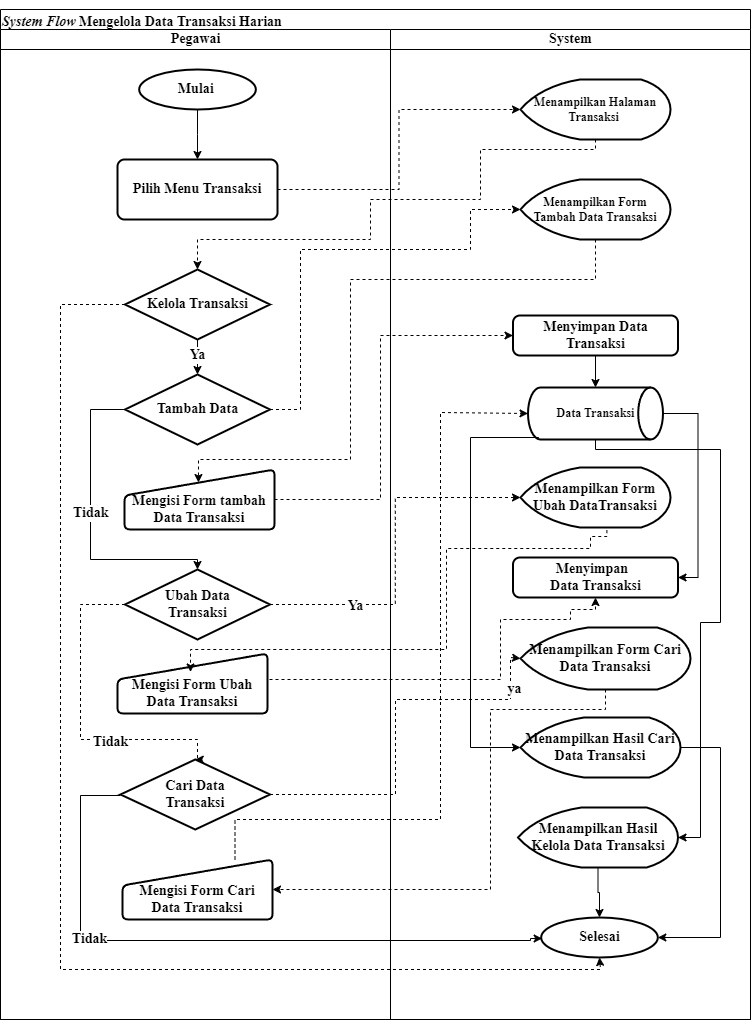 System Flow Mengelola Data Transaksi Harian
Pegawai
System
Mulai
Menampilkan Halaman
Transaksi
Pilih Menu Transaksi
Menampilkan Form
Tambah Data Transaksi
Kelola Transaksi
Menyimpan Data
Transaksi
Ya
Tambah Data
Data Transaksi
Mengisi Form tambah
Data Transaksi
Menampilkan Form
Ubah DataTransaksi
Tidak
Menyimpan
Data Transaksi
Ubah Data
Transaksi
Ya
Menampilkan Form Cari
Data Transaksi
Mengisi Form Ubah
Data Transaksi
ya
Tidak
Menampilkan Hasil Cari
Data Transaksi
Cari Data
Transaksi
Menampilkan Hasil
Kelola Data Transaksi
Mengisi Form Cari
Data Transaksi
Tidak
Selesai